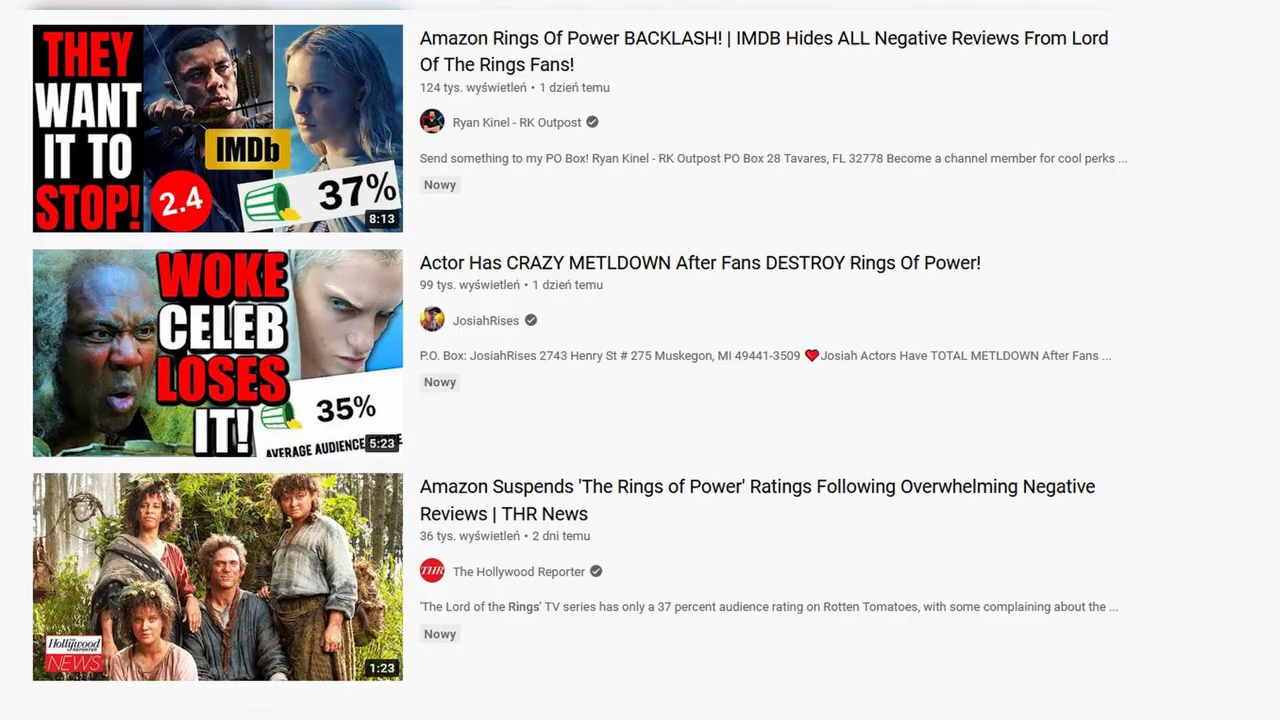 THEY
WANT
IT TO
STOP!
IMDb
2.4
37%
8:13
Amazon Rings Of Power BACKLASH! | IMDB Hides ALL Negative Reviews From Lord
Of The Rings Fans!
124 tys. wyświetleń • 1 dzień temu
Ryan Kinel - RK Outpost
Send something to my PO Box! Ryan Kinel - RK Outpost PO Box 28 Tavares, FL 32778 Become a channel member for cool perks ...
Nowy
WOKE
CELEB
LOSES
IT!
35%
AVERAGE AUDIENCE
5:23
Actor Has CRAZY METLDOWN After Fans DESTROY Rings Of Power!
99 tys. wyświetleń • 1 dzień temu
JosiahRises
P.O. Box: JosiahRises 2743 Henry St # 275 Muskegon, MI 49441-3509 ❤️Josiah Actors Have TOTAL METLDOWN After Fans ...
Nowy
The
Hollywood
REPORTER
NEWS
1:23
Amazon Suspends 'The Rings of Power' Ratings Following Overwhelming Negative
Reviews | THR News
36 tys. wyświetleń • 2 dni temu
THR
The Hollywood Reporter
'The Lord of the Rings' TV series has only a 37 percent audience rating on Rotten Tomatoes, with some complaining about the ...
Nowy